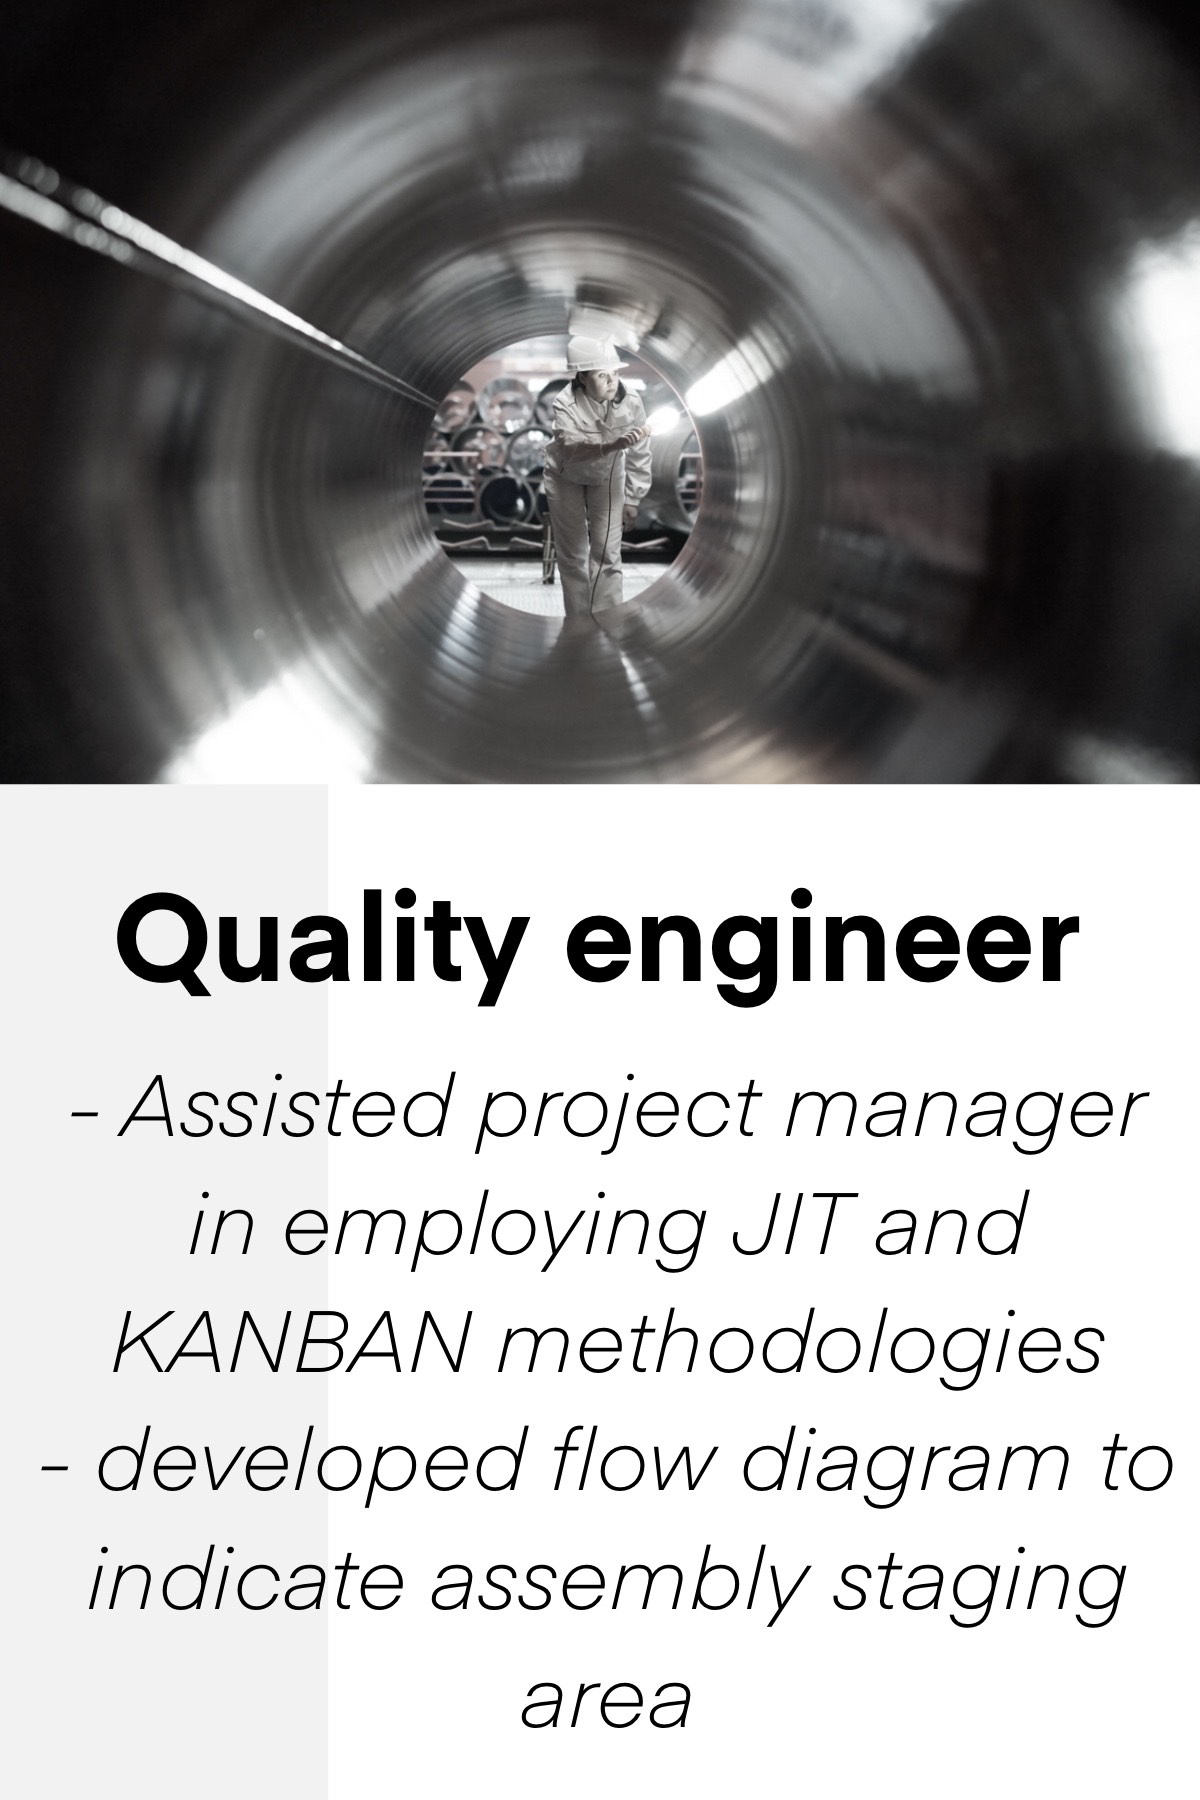 Quality engineer
- Assisted project manager
in employing JIT and
KANBAN methodologies
- developed flow diagram to
indicate assembly staging
area